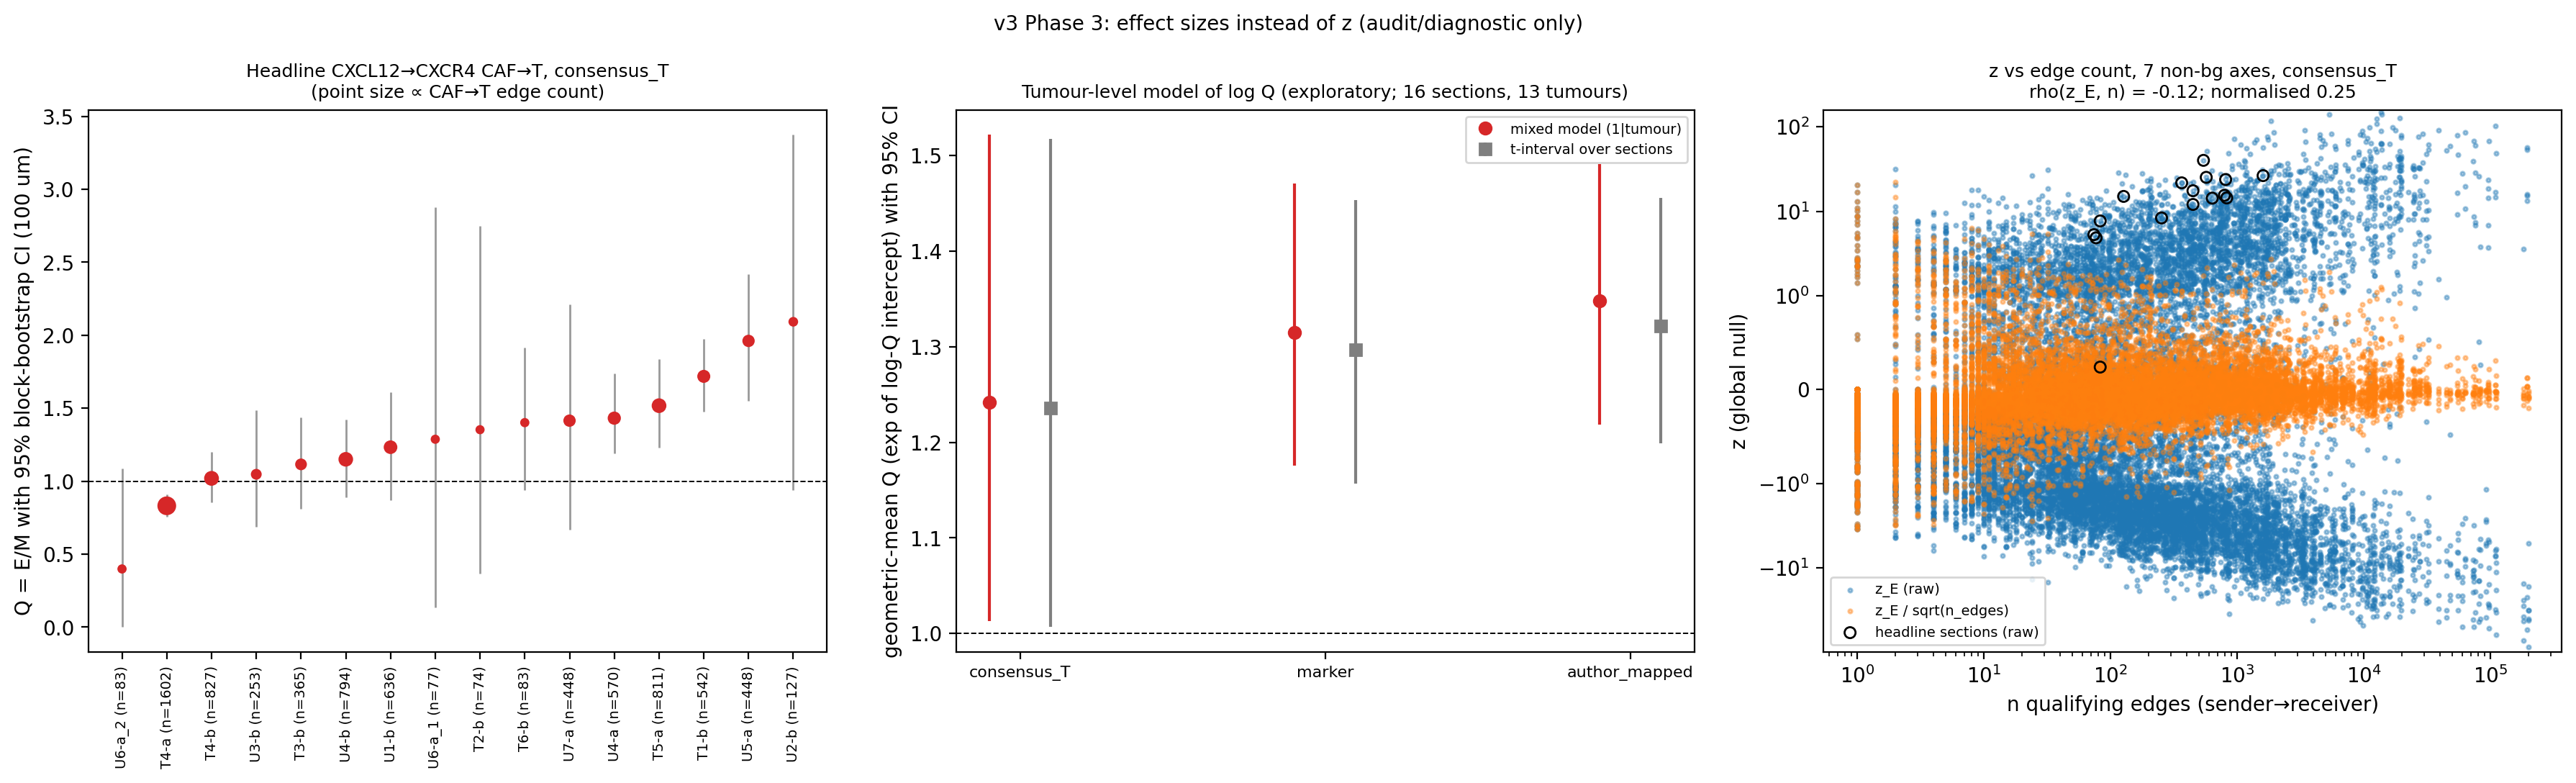 v3 Phase 3: effect sizes instead of z (audit/diagnostic only)
Headline CXCL12→CXCR4 CAF→T, consensus_T
(point size ∝ CAF→T edge count)
Q = E/M with 95% block-bootstrap CI (100 um)
3.5
3.0
2.5
2.0
1.5
1.0
0.5
0.0
U6-a_2 (n=83)
T4-a (n=1602)
T4-b (n=827)
U3-b (n=253)
T3-b (n=365)
U4-b (n=794)
U1-b (n=636)
U6-a_1 (n=77)
T2-b (n=74)
T6-b (n=83)
U7-a (n=448)
U4-a (n=570)
T5-a (n=811)
T1-b (n=542)
U5-a (n=448)
U2-b (n=127)
Tumour-level model of log Q (exploratory; 16 sections, 13 tumours)
geometric-mean Q (exp of log-Q intercept) with 95% CI
1.5
1.4
1.3
1.2
1.1
1.0
mixed model (1|tumour)
t-interval over sections
consensus_T
marker
author_mapped
z vs edge count, 7 non-bg axes, consensus_T
rho(z_E, n) = -0.12; normalised 0.25
z (global null)
10²
10¹
10⁰
0
−10⁰
−10¹
z_E (raw)
z_E / sqrt(n_edges)
headline sections (raw)
10⁰
10¹
10²
10³
10⁴
10⁵
n qualifying edges (sender→receiver)